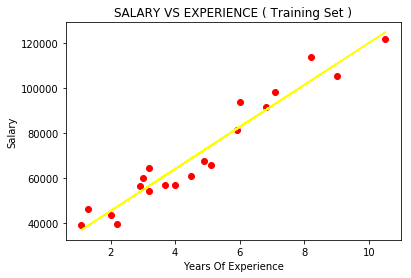 SALARY VS EXPERIENCE ( Training Set )
120000
100000
80000
60000
40000
Salary
2 4 6 8 10
Years Of Experience